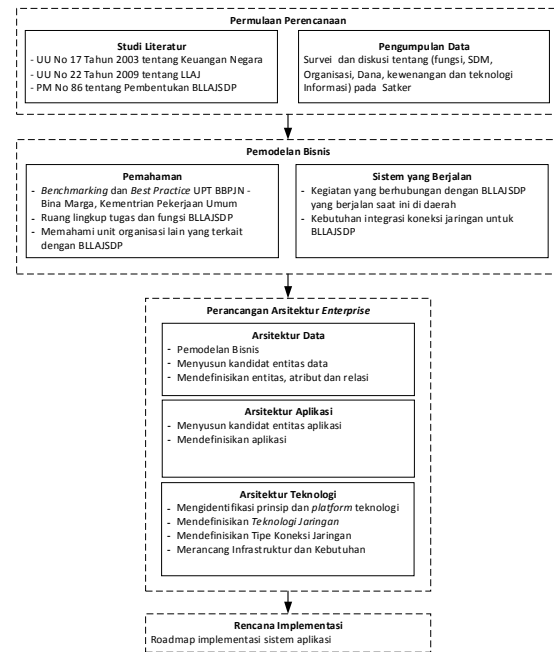 Permulaan Perencanaan
Studi Literatur
- UU No 17 Tahun 2003 tentang Keuangan Negara
- UU No 22 Tahun 2009 tentang LLAJ
- PM No 86 tentang Pembentukan BLLAJSDP
Pengumpulan Data
Survei dan diskusi tentang (fungsi, SDM,
Organisasi, Dana, kewenangan dan teknologi
Informasi) pada Satker
Pemodelan Bisnis
Pemahaman
- Benchmarking dan Best Practice UPT BBPJN -
Bina Marga, Kementrian Pekerjaan Umum
- Ruang lingkup tugas dan fungsi BLLAJSDP
- Memahami unit organisasi lain yang terkait
dengan BLLAJSDP
Sistem yang Berjalan
- Kegiatan yang berhubungan dengan BLLAJSDP
yang berjalan saat ini di daerah
- Kebutuhan integrasi koneksi jaringan untuk
BLLAJSDP
Perancangan Arsitektur Enterprise
Arsitektur Data
- Pemodelan Bisnis
- Menyusun kandidat entitas data
- Mendefinisikan entitas, atribut dan relasi
Arsitektur Aplikasi
- Menyusun kandidat entitas aplikasi
- Mendefinisikan aplikasi
Arsitektur Teknologi
- Mengidentifikasi prinsip dan platform teknologi
- Mendefinisikan Teknologi Jaringan
- Mendefinisikan Tipe Koneksi Jaringan
- Merancang Infrastruktur dan Kebutuhan
Rencana Implementasi
Roadmap implementasi sistem aplikasi